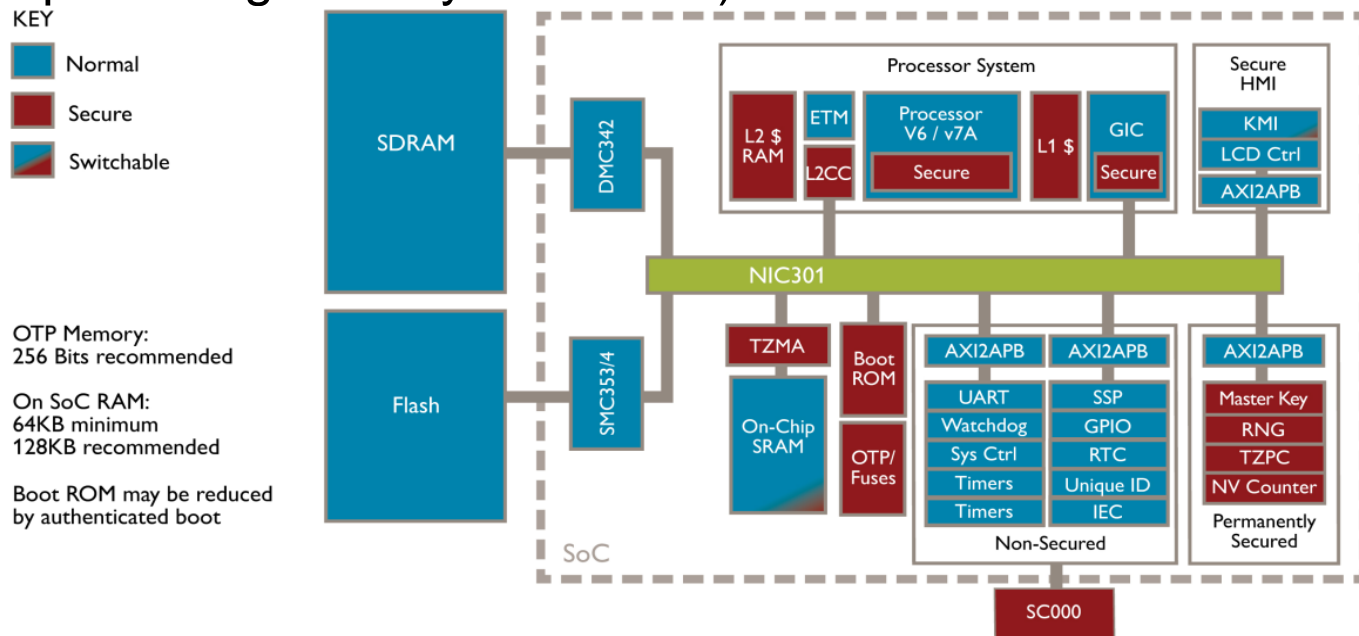 KEY
Normal
Secure
Switchable
OTP Memory:
256 Bits recommended
On SoC RAM:
64KB minimum
128KB recommended
Boot ROM may be reduced
by authenticated boot
SDRAM
Flash
DMC342
SMC353/4
SoC
Processor System
L2 $
RAM
ETM
L2CC
Processor
V6 / v7A
Secure
L1 $
GIC
Secure
Secure
HMI
KMI
LCD Ctrl
AXI2APB
NIC301
TZMA
On-Chip
SRAM
Boot
ROM
OTP/
Fuses
AXI2APB
UART
Watchdog
Sys Ctrl
Timers
Timers
AXI2APB
SSP
GPIO
RTC
Unique ID
IEC
Non-Secured
AXI2APB
Master Key
RNG
TZPC
NV Counter
Permanently
Secured
SC000